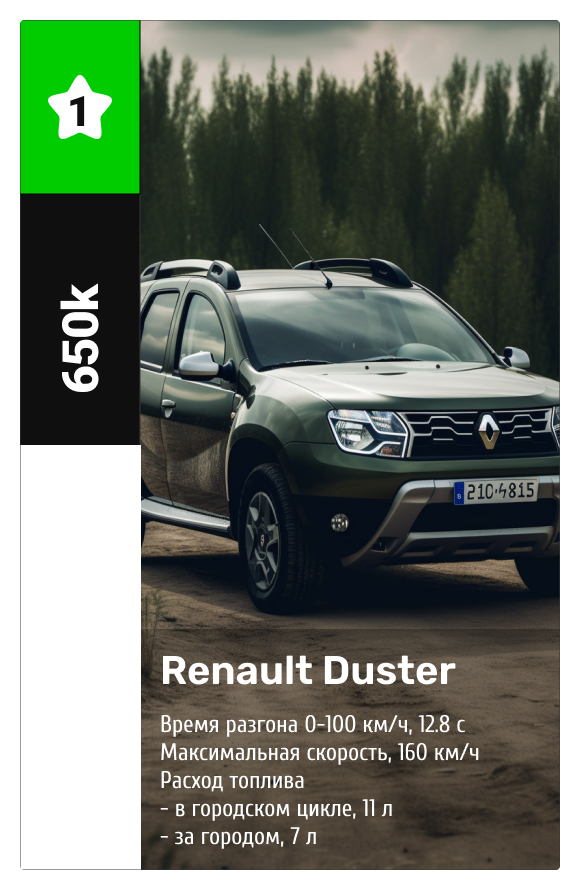 1
650k
210·4815
Renault Duster
Время разгона 0-100 км/ч, 12.8 с
Максимальная скорость, 160 км/ч
Расход топлива
- в городском цикле, 11 л
- за городом, 7 л